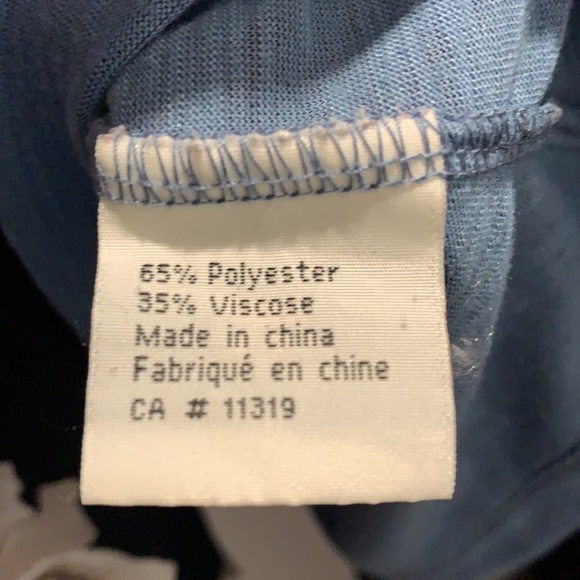 65% Polyester
35% Viscose
Made in china
Fabriqué en chine
CA # 11319